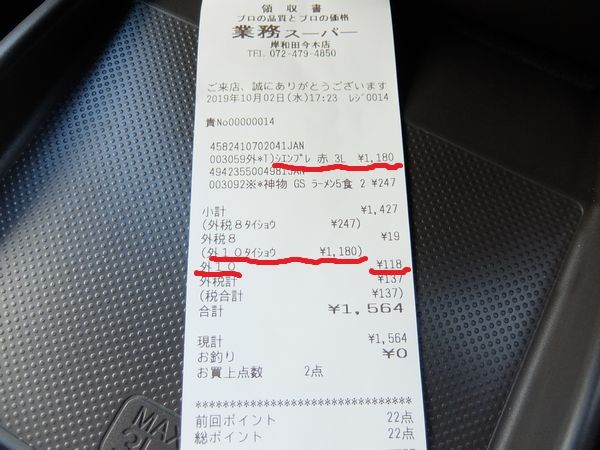 領収書
プロの品質とプロの価格
業務スーパー
岸和田今木店
TEL 072-479-4850
ご来店、誠にありがとうございます
2019年10月02日(水)17:23 レジ0014
責No00000014
4582410702041JAN
003059外*T)シエンプレ 赤 3L ¥1,180
4942355004981JAN
003092※*神物 GS ラーメン5食 2 ¥247
小計 ¥1,427
(外税8タイショウ ¥247)
外税8 ¥19
(外10タイショウ ¥1,180)
外10 ¥118
外税計 ¥137
(税合計 ¥137)
合計 ¥1,564
現計 ¥1,564
お釣り ¥0
お買上点数 2点
********************************
前回ポイント 22点
総ポイント 22点
MAX